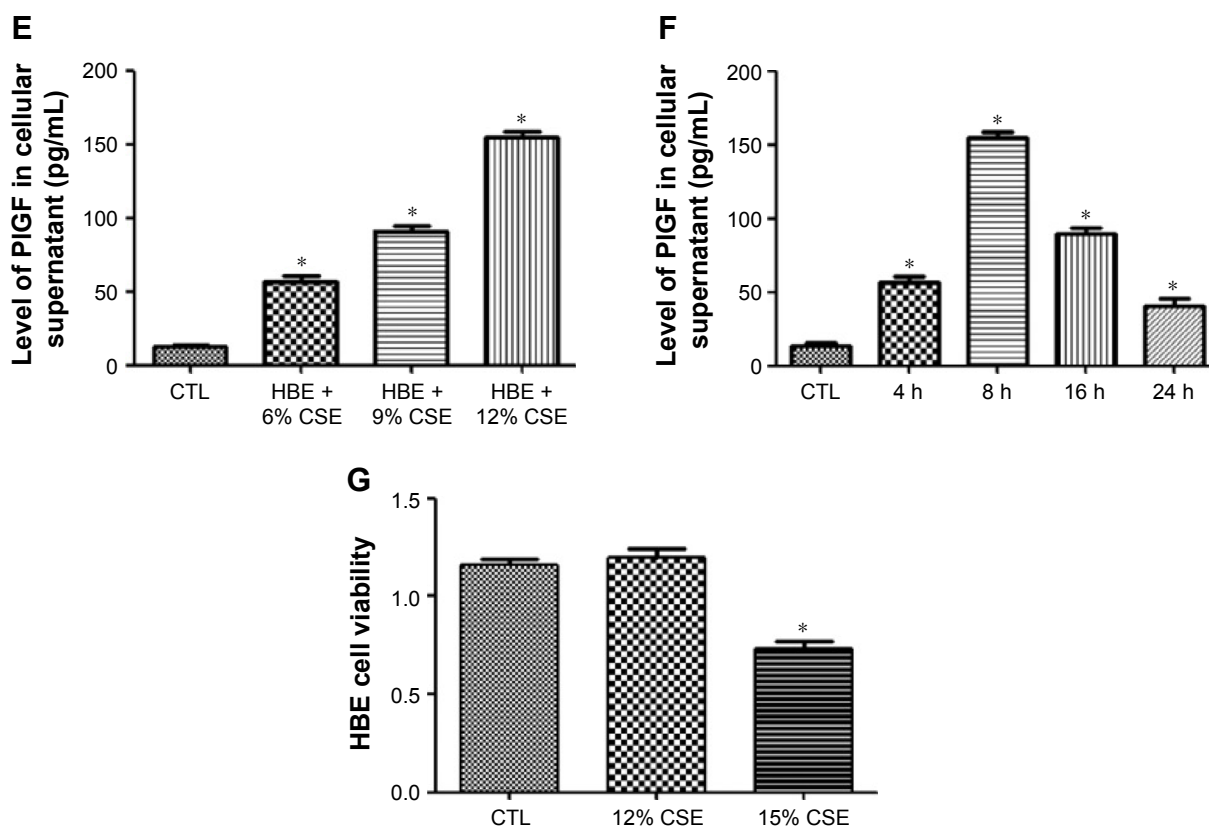 E
Level of PlGF in cellular
supernatant (pg/mL)
200
150
100
50
0
*
*
*
CTL
HBE +
6% CSE
HBE +
9% CSE
HBE +
12% CSE
F
Level of PlGF in cellular
supernatant (pg/mL)
200
150
100
50
0
*
*
*
*
CTL
4 h
8 h
16 h
24 h
G
HBE cell viability
1.5
1.0
0.5
0.0
*
CTL
12% CSE
15% CSE